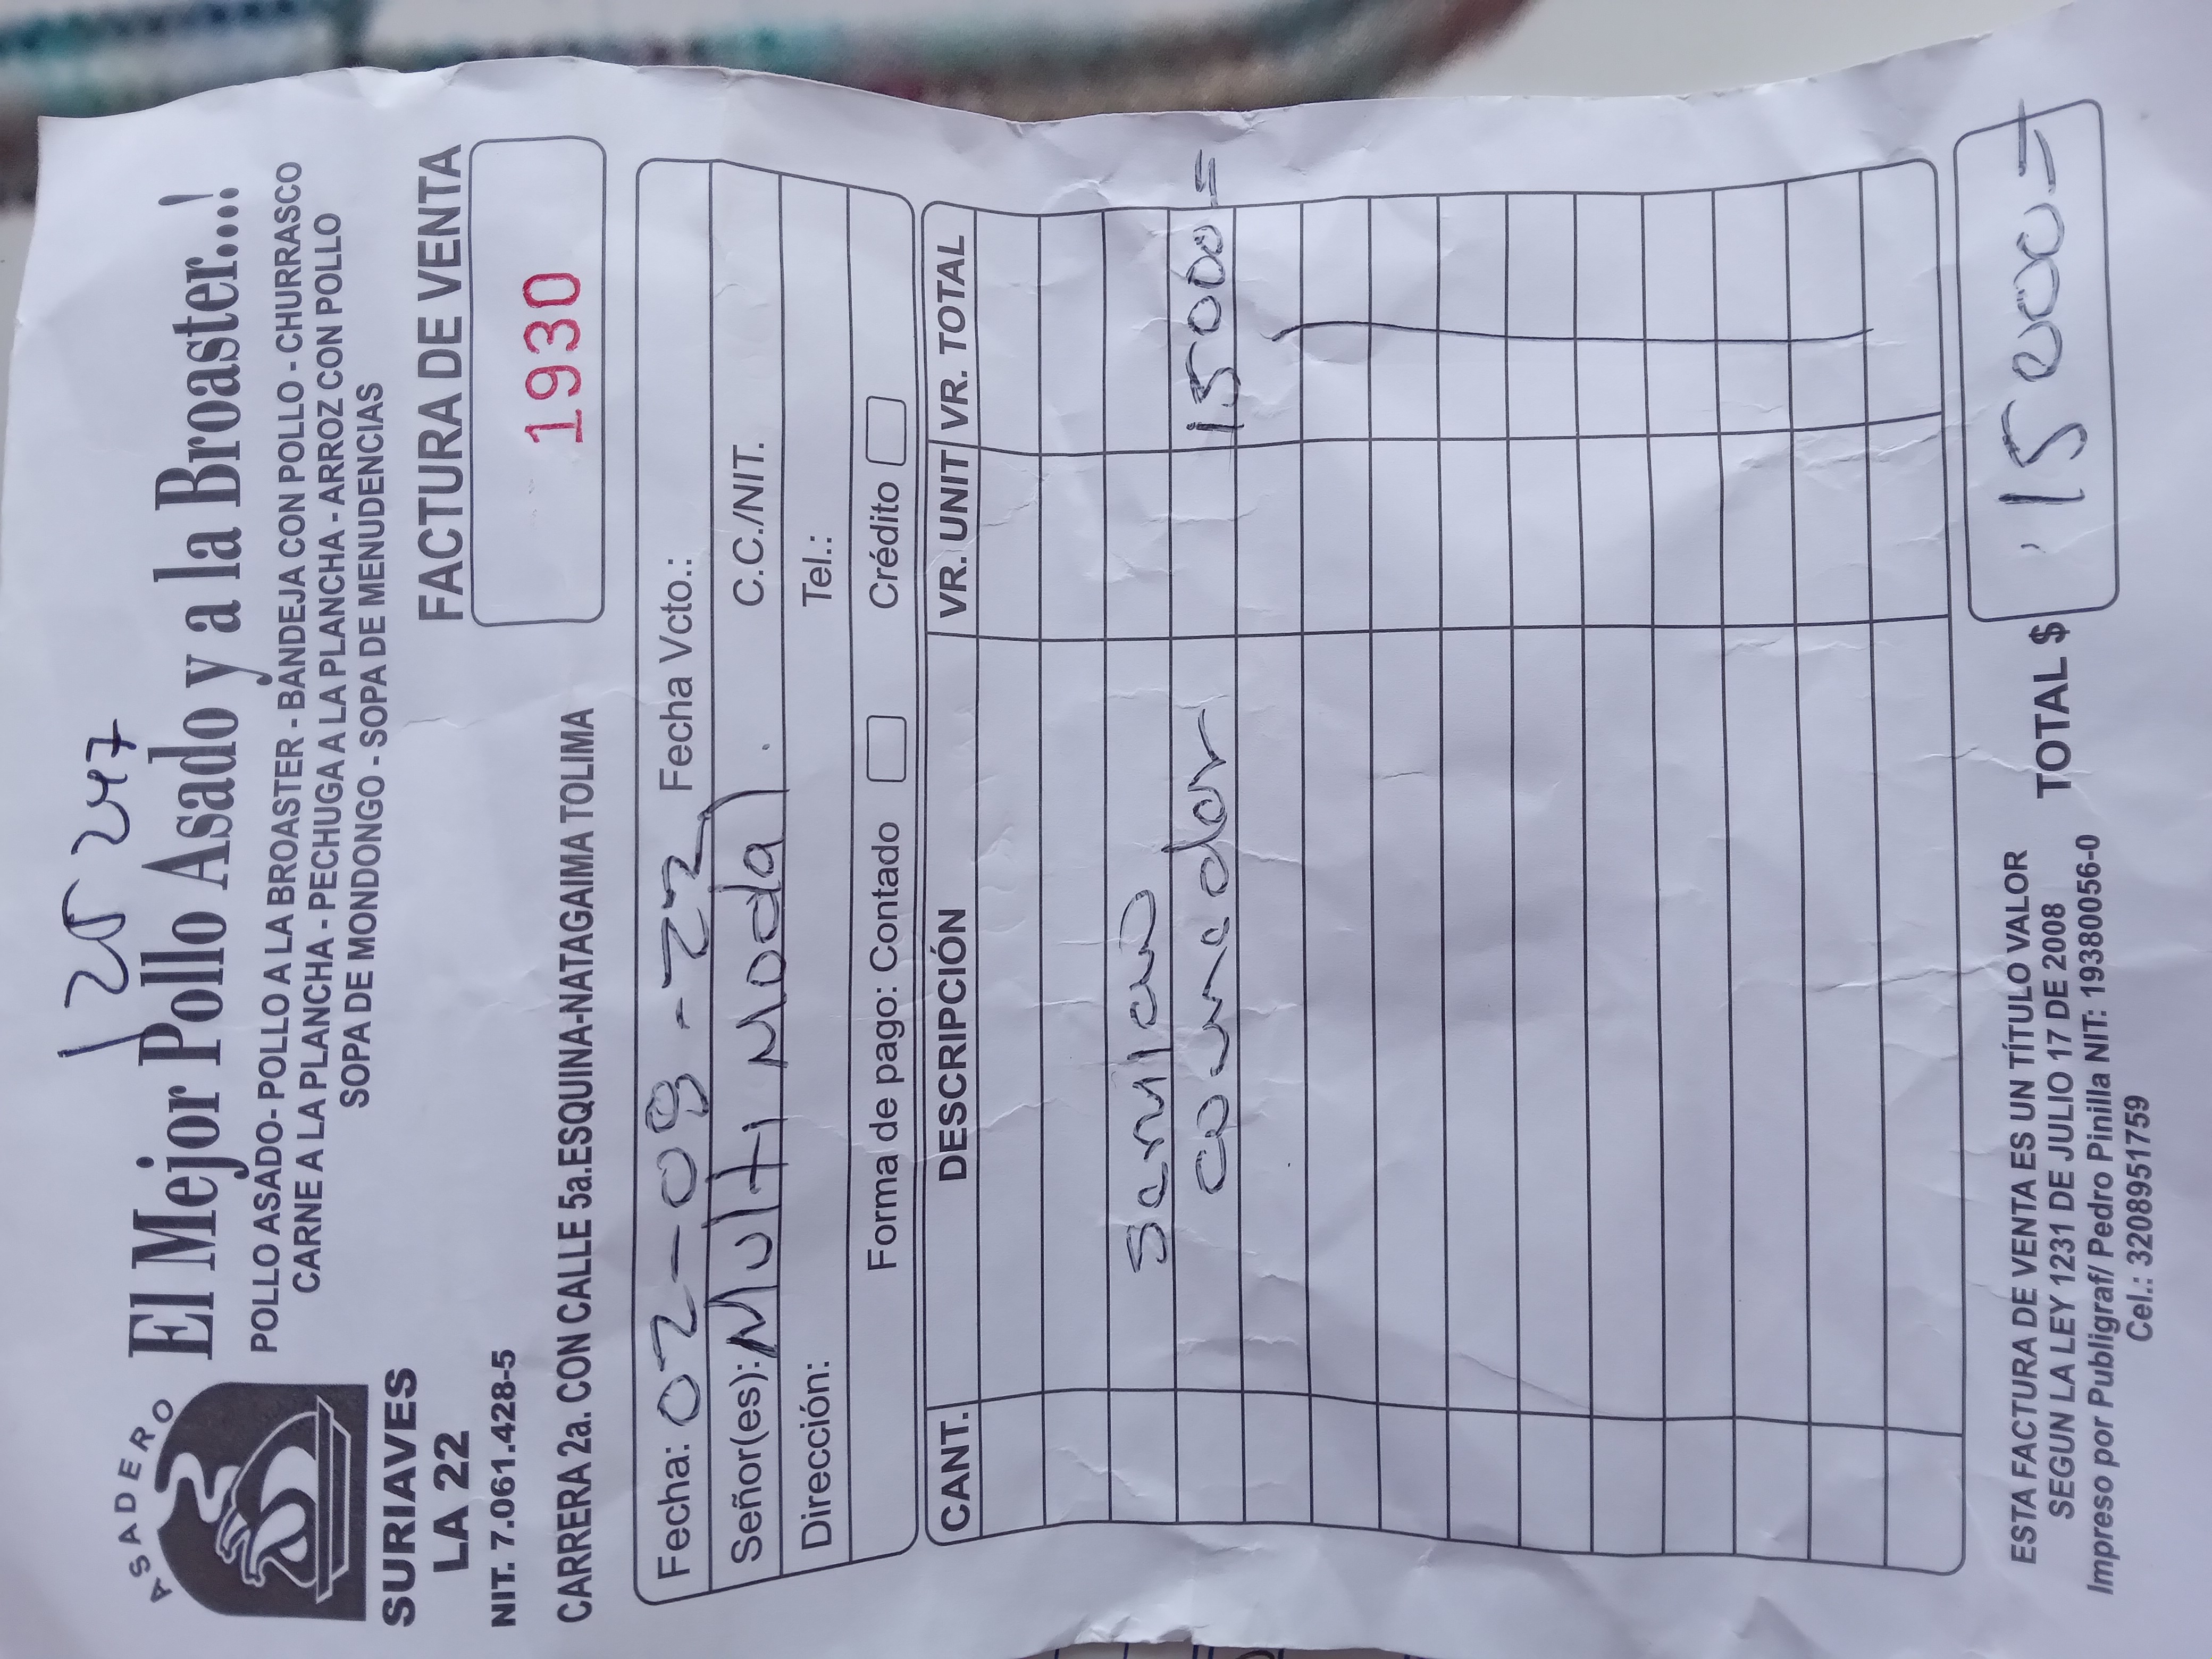 120247
ASADERO
El Mejor Pollo Asado y a la Broaster...!
POLLO ASADO- POLLO A LA BROASTER - BANDEJA CON POLLO - CHURRASCO
CARNE A LA PLANCHA - PECHUGA A LA PLANCHA - ARROZ CON POLLO
SOPA DE MONDONGO - SOPA DE MENUDENCIAS
SURIAVES
LA 22
NIT. 7.061.428-5
FACTURA DE VENTA
1930
CARRERA 2a. CON CALLE 5a.ESQUINA-NATAGAIMA TOLIMA
Fecha: 02-09-22 Fecha Vcto.:
Señor(es): Multi Moda C.C./NIT.
Dirección: Tel.:
Forma de pago: Contado Crédito
CANT. DESCRIPCIÓN VR. UNIT VR. TOTAL
Servicio
comedor 15000=
TOTAL $ 15000=
ESTA FACTURA DE VENTA ES UN TÍTULO VALOR
SEGUN LA LEY 1231 DE JULIO 17 DE 2008
Impreso por Publigraf/ Pedro Pinilla NIT: 19380056-0
Cel.: 3208951759